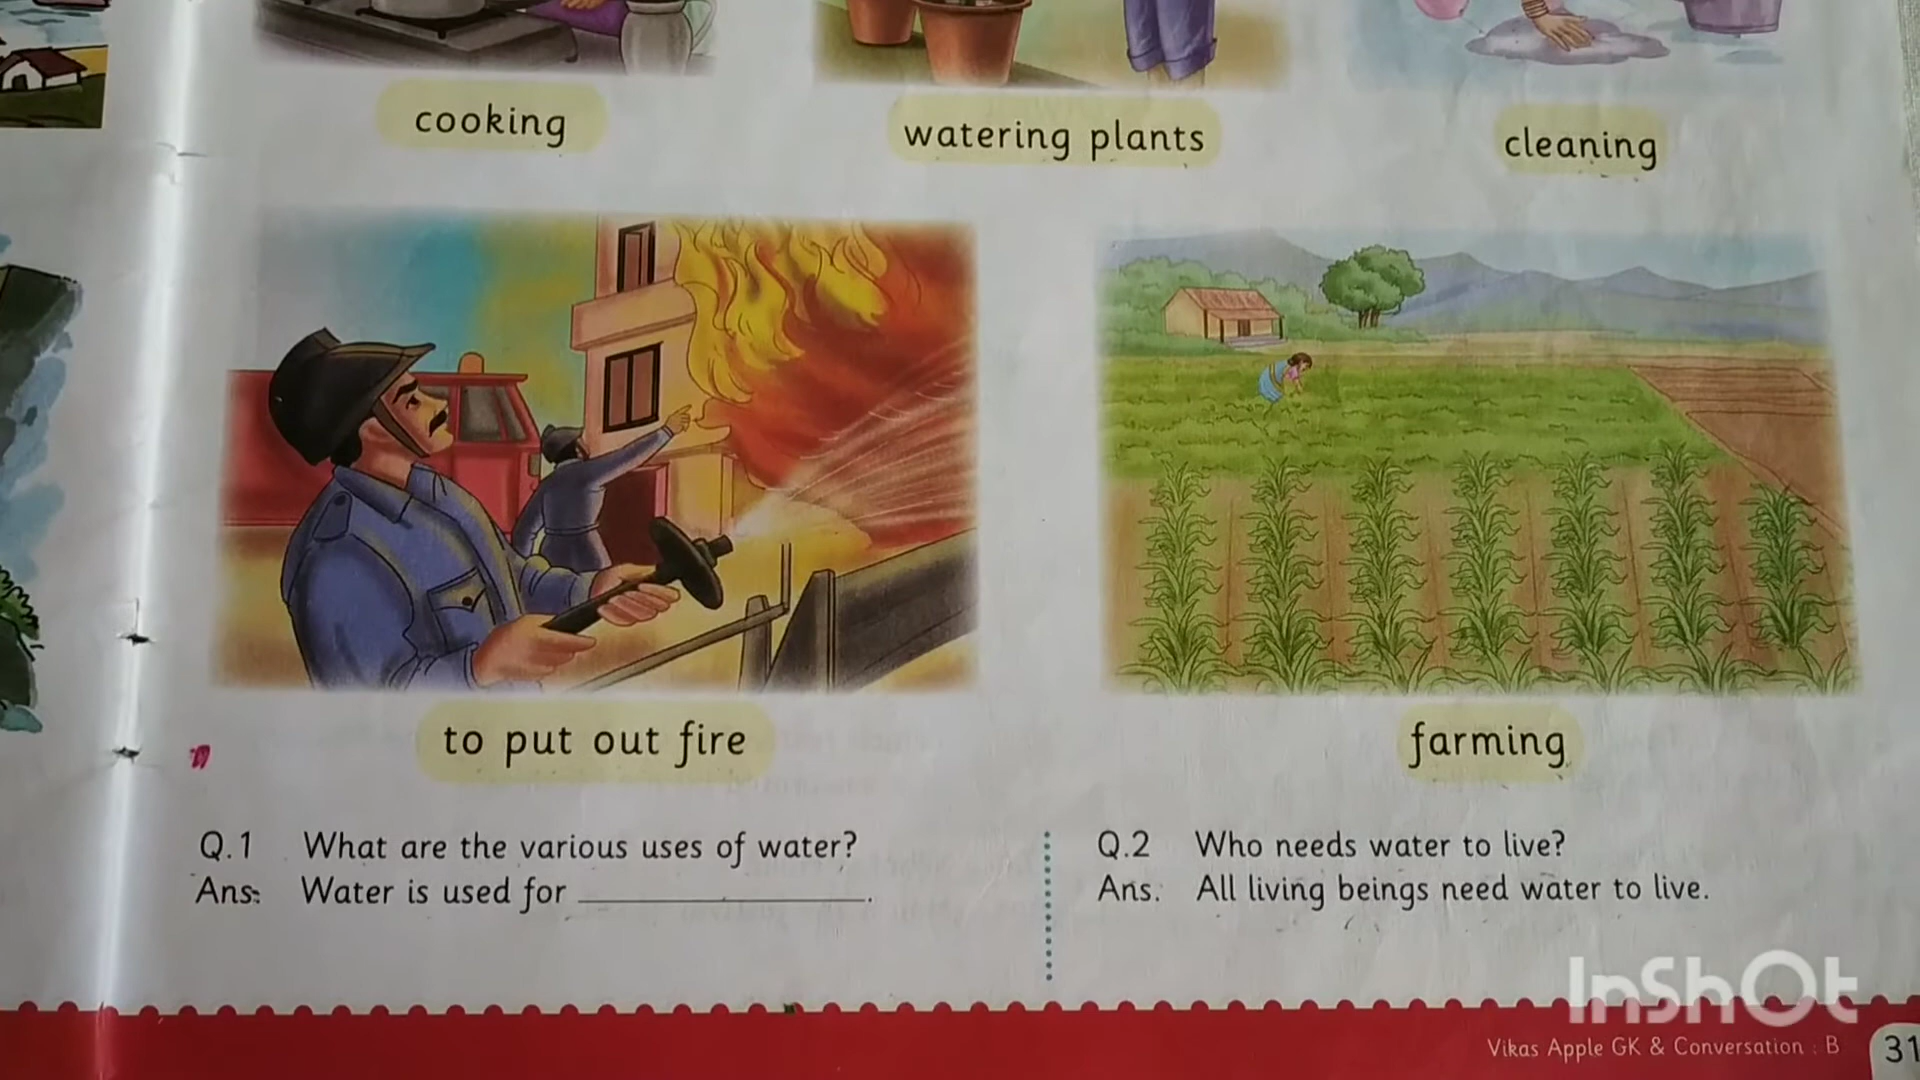 cooking
watering plants
cleaning
to put out fire
farming
Q.1 What are the various uses of water?
Ans: Water is used for ____________.
Q.2 Who needs water to live?
Ans. All living beings need water to live.
InShOt
Vikas Apple GK & Conversation : B
31